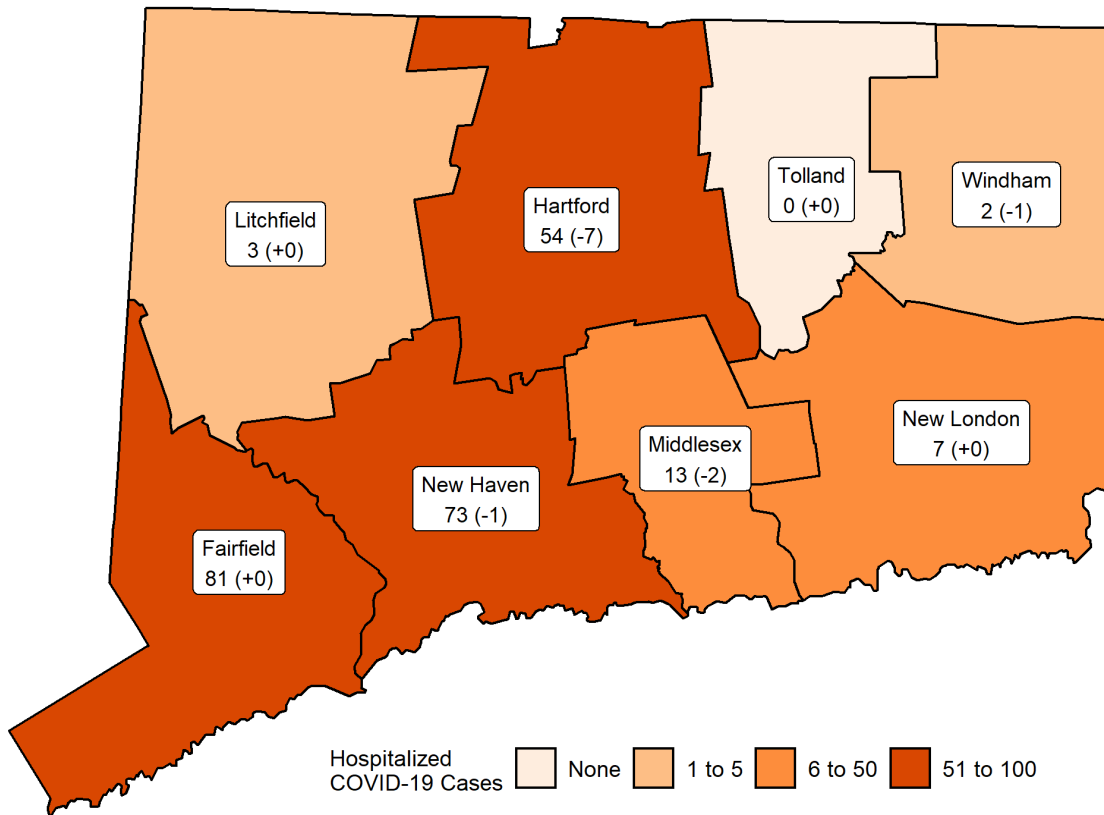 Litchfield
3 (+0)
Hartford
54 (-7)
Tolland
0 (+0)
Windham
2 (-1)
Fairfield
81 (+0)
New Haven
73 (-1)
Middlesex
13 (-2)
New London
7 (+0)
Hospitalized
COVID-19 Cases
None
1 to 5
6 to 50
51 to 100